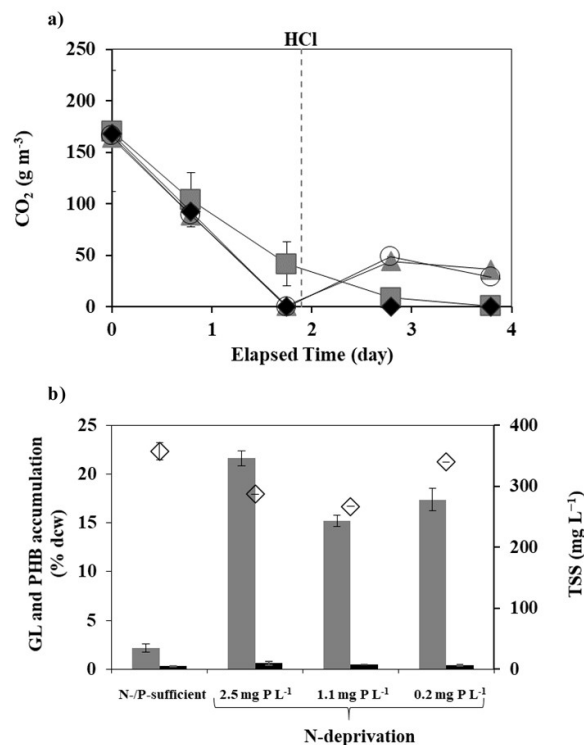 a)
HCl
250
200
150
100
50
0
CO₂ (g m⁻³)
0 1 2 3 4
Elapsed Time (day)
b)
25
20
15
10
5
0
GL and PHB accumulation
(% dcw)
400
300
200
100
0
TSS (mg L⁻¹)
N-/P-sufficient 2.5 mg P L⁻¹ 1.1 mg P L⁻¹ 0.2 mg P L⁻¹
N-deprivation